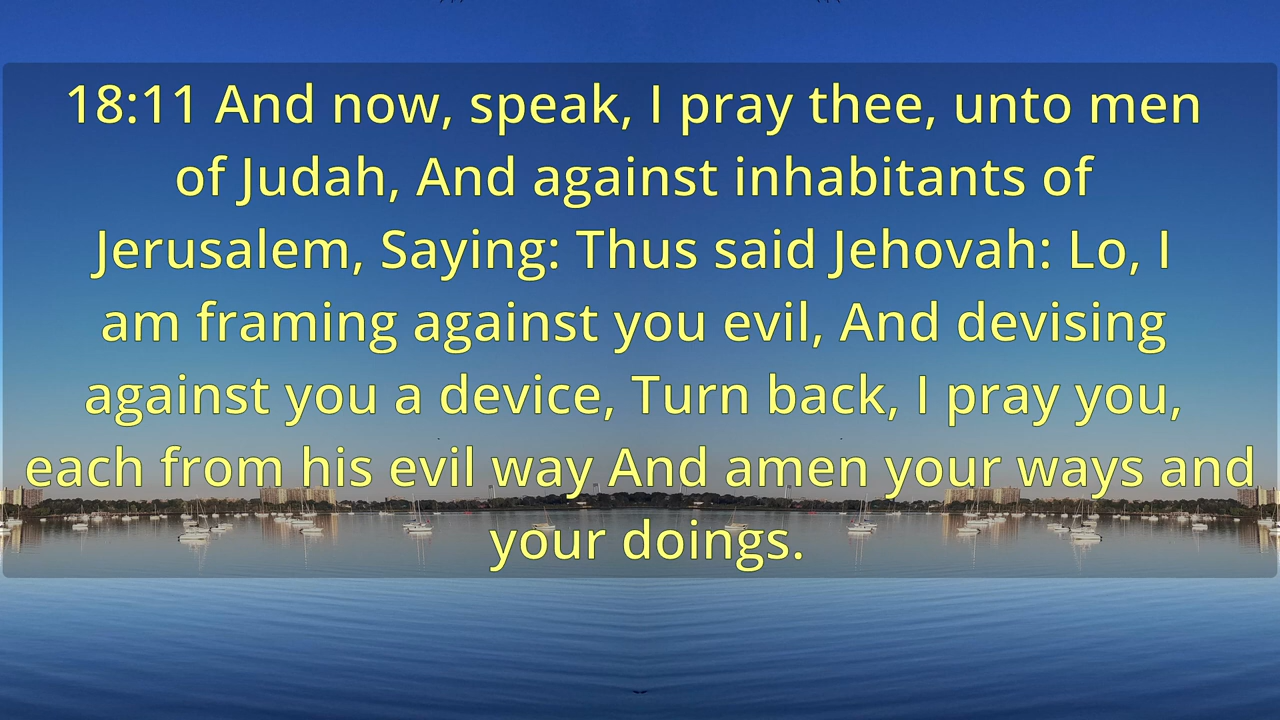 18:11 And now, speak, I pray thee, unto men
of Judah, And against inhabitants of
Jerusalem, Saying: Thus said Jehovah: Lo, I
am framing against you evil, And devising
against you a device, Turn back, I pray you,
each from his evil way And amen your ways and
your doings.